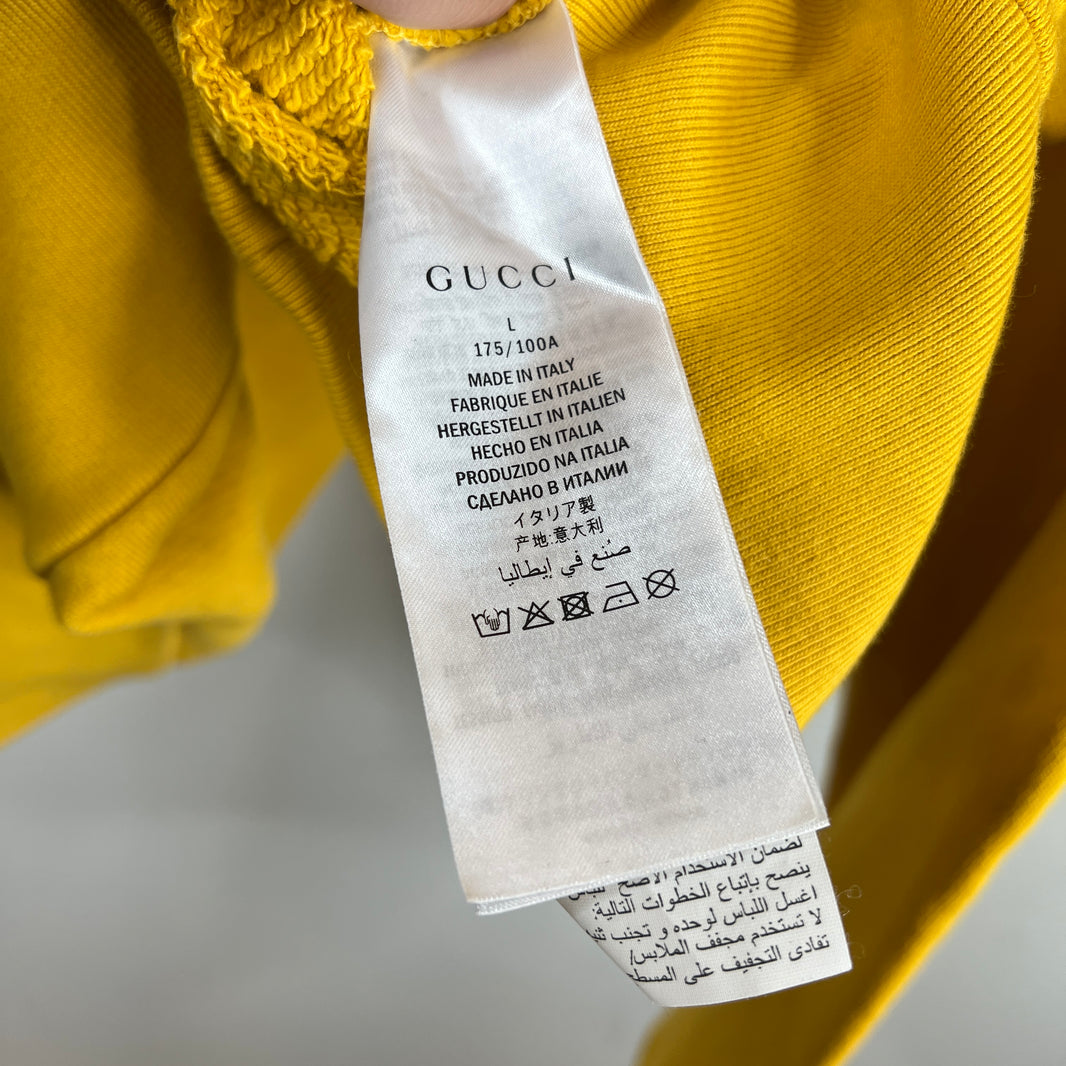 GUCCI
L
175/100A
MADE IN ITALY
FABRIQUE EN ITALIE
HERGESTELLT IN ITALIEN
HECHO EN ITALIA
PRODUZIDO NA ITALIA
СДЕЛАНО В ИТАЛИИ
イタリア製
产地:意大利
صُنع في إيطاليا
لضمان الاستخدام الأصح
ينصح بإتباع الخطوات التالية:
اغسل اللباس لوحده و تجنب
لا تستخدم مجفف الملابس/
تفادى التجفيف على